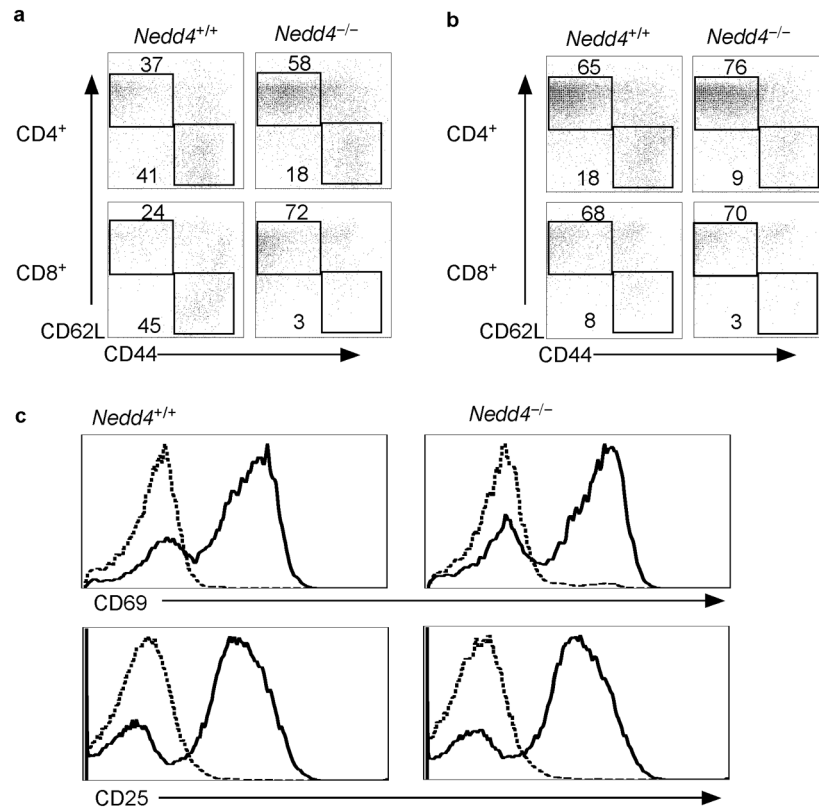 a
Nedd4+/+ Nedd4−/−
37 58
CD4+
41 18
24 72
CD8+
45 3
CD62L
CD44
b
Nedd4+/+ Nedd4−/−
65 76
CD4+
18 9
68 70
CD8+
8 3
CD62L
CD44
c
Nedd4+/+ Nedd4−/−
CD69
CD25